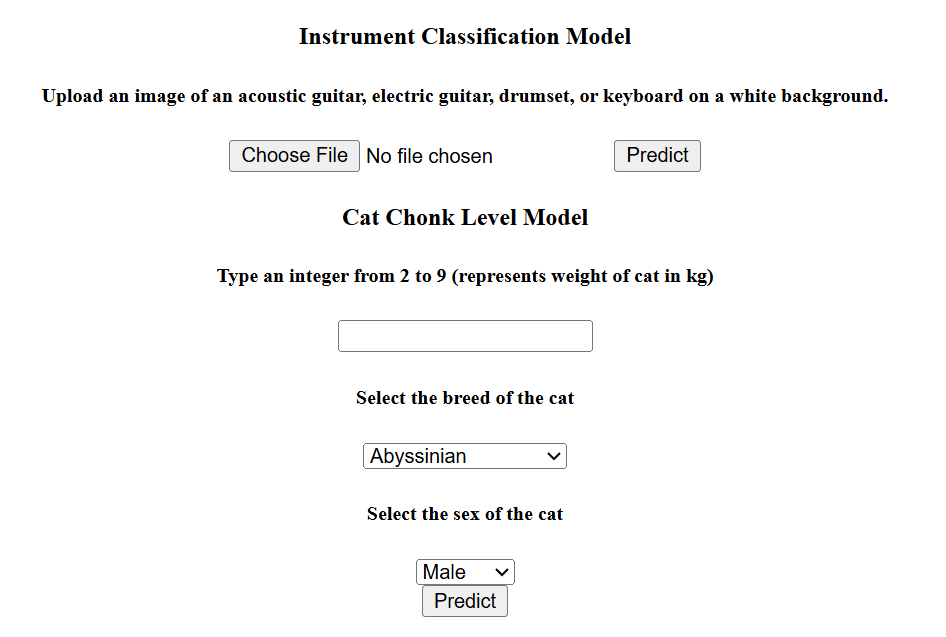 Instrument Classification Model
Upload an image of an acoustic guitar, electric guitar, drumset, or keyboard on a white background.
Choose File No file chosen Predict
Cat Chonk Level Model
Type an integer from 2 to 9 (represents weight of cat in kg)
Select the breed of the cat
Abyssinian
Select the sex of the cat
Male
Predict